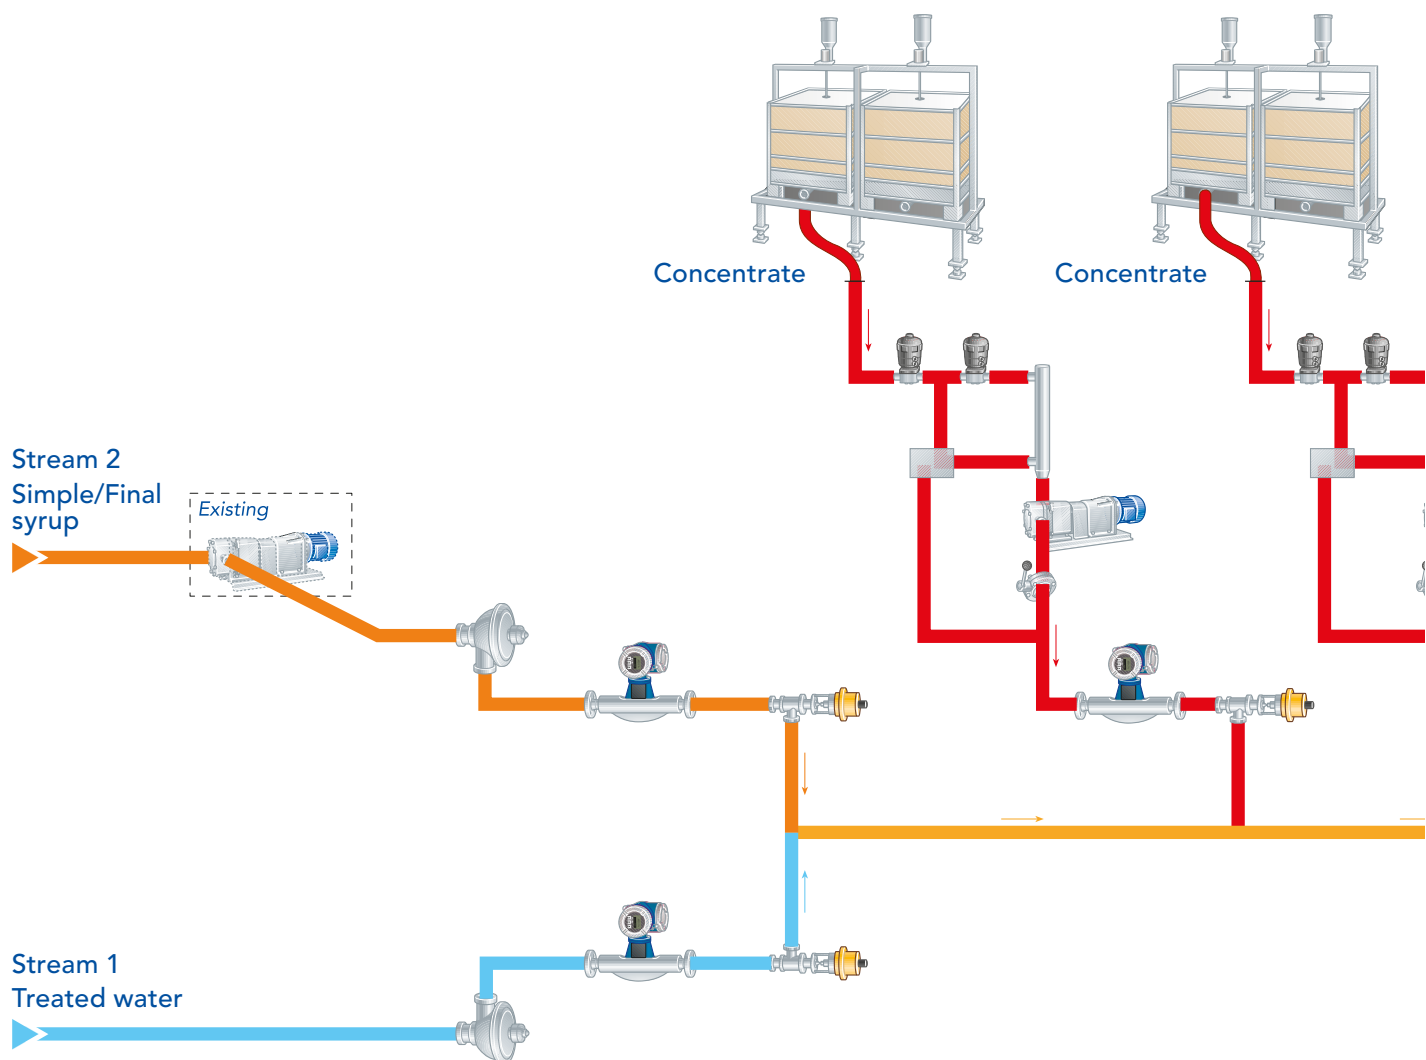 Concentrate
Concentrate
Stream 2
Simple/Final
syrup
Existing
Stream 1
Treated water